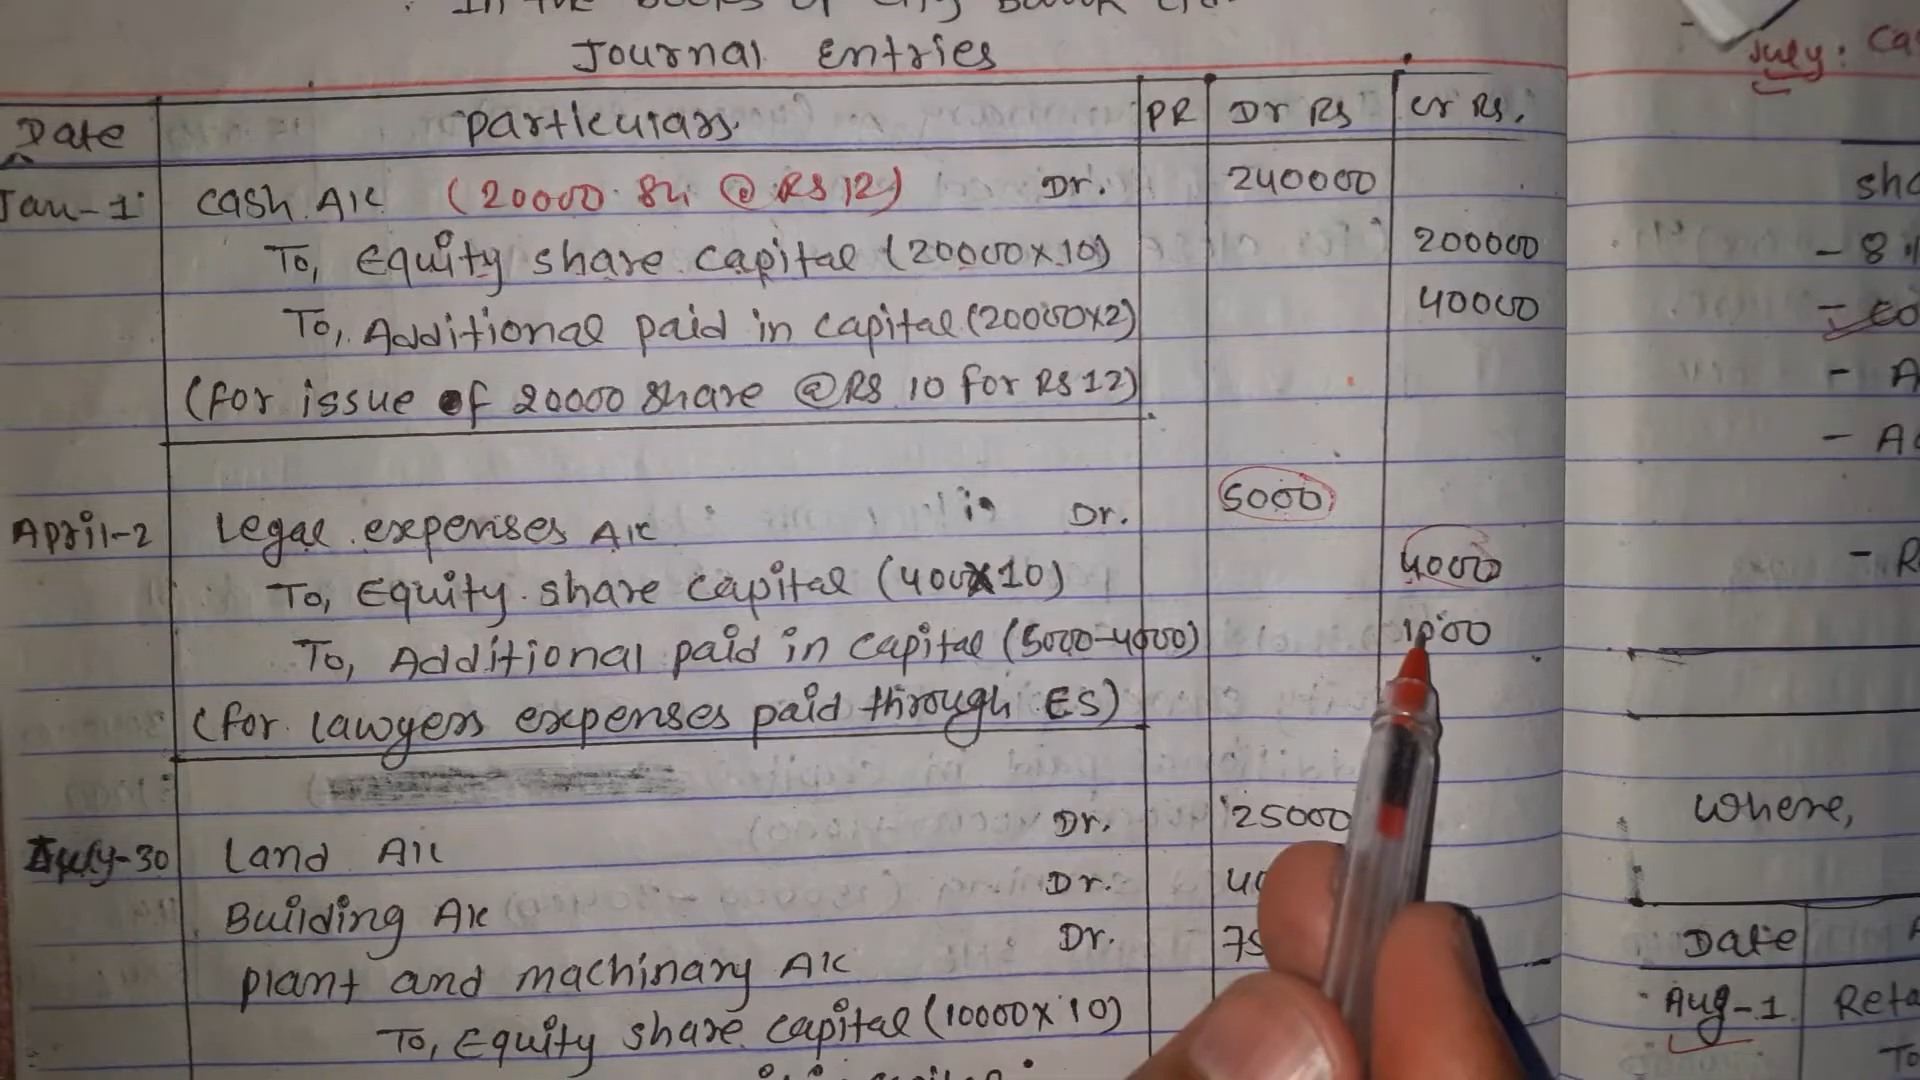 Journal Entries
Date particulars. PR Dr Rs Cr Rs.
Jan-1 cash A/c (20000 sh @ RS 12) Dr. 240000
To, Equity share capital (20000x10) 200000
To, Additional paid in capital (20000x2) 40000
(for issue of 20000 share @RS 10 for RS 12)
April-2 Legal expenses A/c Dr. 5000
To, Equity share capital (400x10) 4000
To, Additional paid in capital (5000-4000) 1000
(for lawyers expenses paid through ES)
July-30 Land A/c Dr. 25000
Building A/c Dr.
plant and machinary A/c Dr.
To, Equity share capital (10000x10)
July:
where,
Date
Aug-1
To